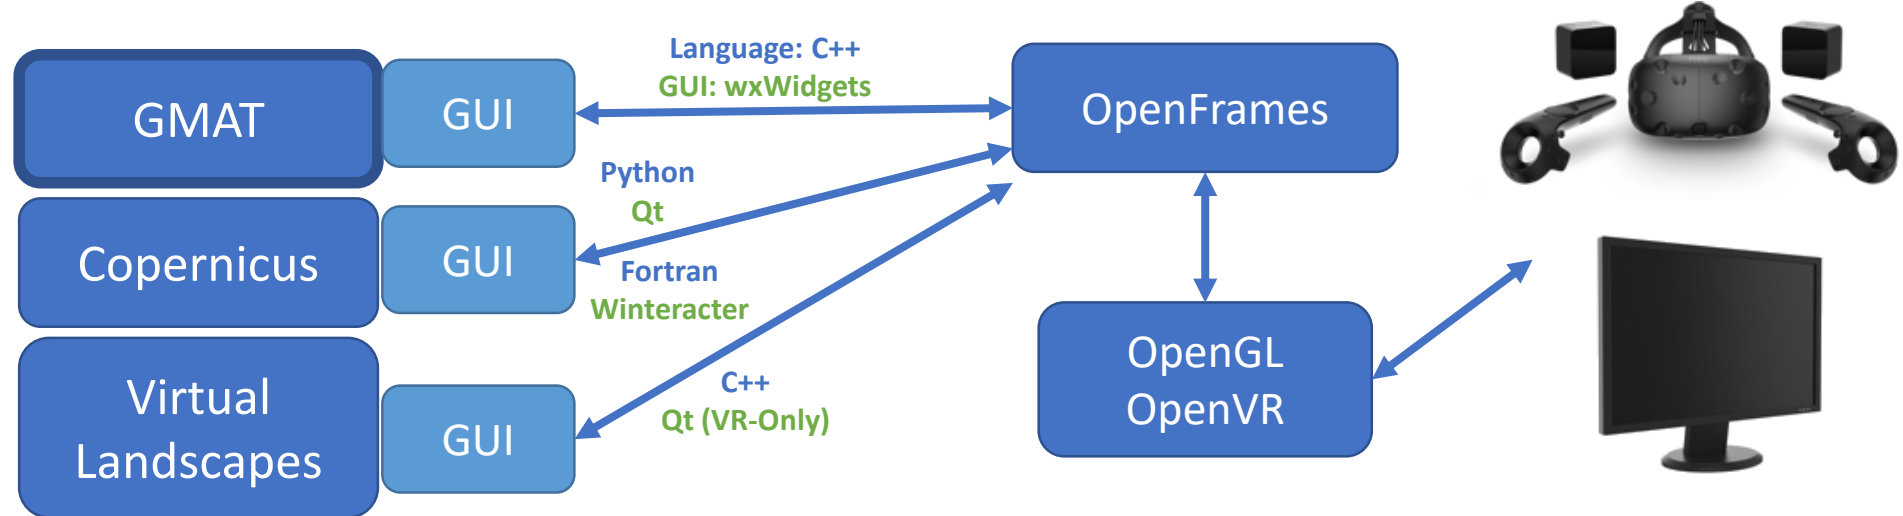 GMAT
GUI
Language: C++
GUI: wxWidgets
OpenFrames
Python
Qt
Copernicus
GUI
Fortran
Winteracter
Virtual
Landscapes
GUI
C++
Qt (VR-Only)
OpenGL
OpenVR